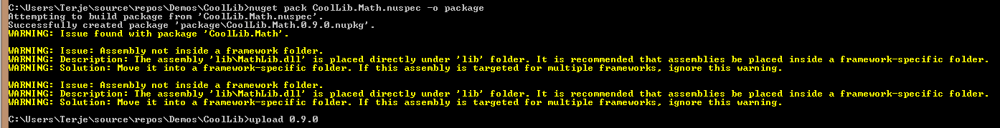 C:\Users\Terje\source\repos\Demos\CoolLib>nuget pack CoolLib.Math.nuspec -o package
Attempting to build package from 'CoolLib.Math.nuspec'.
Successfully created package 'package\CoolLib.Math.0.9.0.nupkg'.
WARNING: Issue found with package 'CoolLib.Math'.
WARNING: Issue: Assembly not inside a framework folder.
WARNING: Description: The assembly 'lib\MathLib.dll' is placed directly under 'lib' folder. It is recommended that assemblies be placed inside a framework-specific folder.
WARNING: Solution: Move it into a framework-specific folder. If this assembly is targeted for multiple frameworks, ignore this warning.
WARNING: Issue: Assembly not inside a framework folder.
WARNING: Description: The assembly 'lib\MathLib.dll' is placed directly under 'lib' folder. It is recommended that assemblies be placed inside a framework-specific folder.
WARNING: Solution: Move it into a framework-specific folder. If this assembly is targeted for multiple frameworks, ignore this warning.
C:\Users\Terje\source\repos\Demos\CoolLib>upload 0.9.0